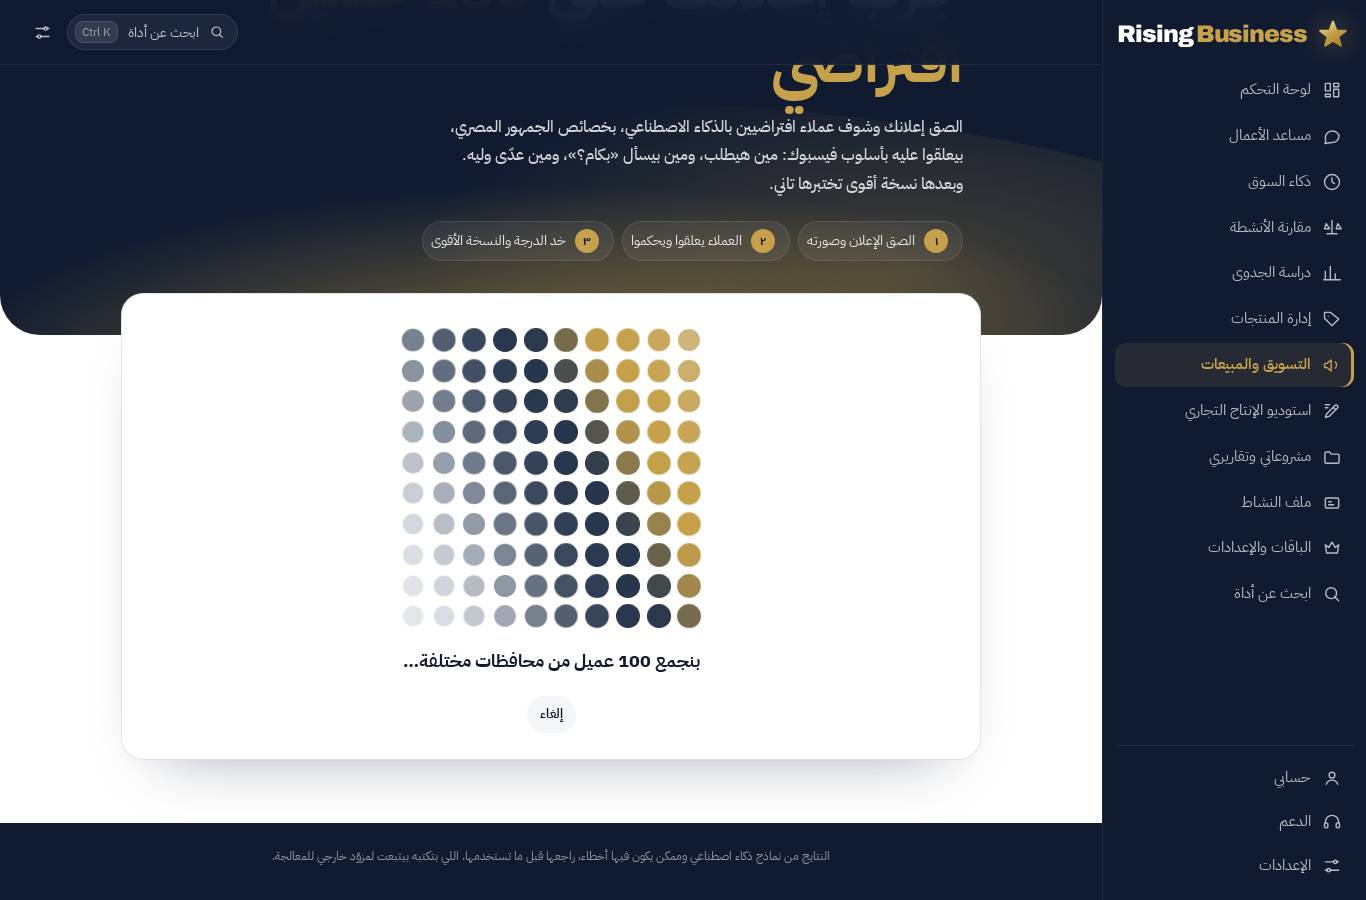 RisingBusiness
لوحة التحكم
مساعد الأعمال
ذكاء السوق
مقارنة الأنشطة
دراسة الجدوى
إدارة المنتجات
التسويق والمبيعات
استوديو الإنتاج التجاري
مشروعاتي وتقاريري
ملف النشاط
الباقات والإعدادات
ابحث عن أداة
حسابي
الدعم
الإعدادات
ابحث عن أداة Ctrl K
افتراضي
الصق إعلانك وشوف عملاء افتراضيين بالذكاء الاصطناعي، بخصائص الجمهور المصري،
بيعلقوا عليه بأسلوب فيسبوك: مين هيطلب، ومين بيسأل «بكام؟»، ومين عدّى وليه.
وبعدها نسخة أقوى تختبرها تاني.
١ الصق الإعلان وصورته
٢ العملاء يعلقوا ويحكموا
٣ خد الدرجة والنسخة الأقوى
بنجمع 100 عميل من محافظات مختلفة...
إلغاء
النتايج من نماذج ذكاء اصطناعي وممكن يكون فيها أخطاء، راجعها قبل ما تستخدمها. اللي بتكتبه بيتبعت لمزوّد خارجي للمعالجة.